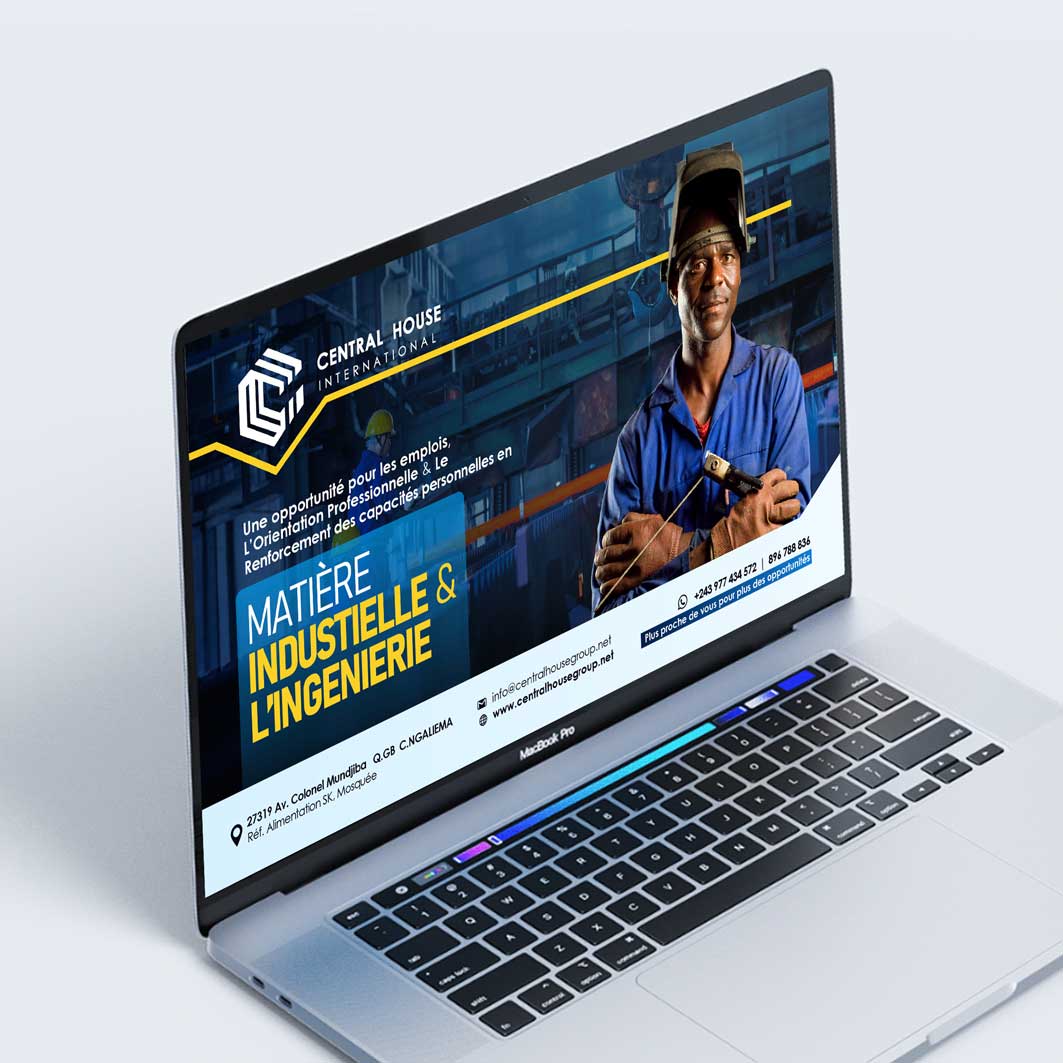 CENTRAL HOUSE
INTERNATIONAL
Une opportunité pour les emplois,
L'Orientation Professionnelle & Le
Renforcement des capacités personnelles en
MATIÈRE
INDUSTIELLE &
L'INGENIERIE
+243 977 434 572 | 896 788 836
Plus proche de vous pour plus des opportunités
info@centralhousegroup.net
www.centralhousegroup.net
27319 Av. Colonel Mundjiba Q.GB C.NGALIEMA
Réf. Alimentation SK, Mosquée
MacBook Pro
esc
delete
tab
Q W E R T Y U I O P
caps lock
A S D F G H J K L
shift
Z X C V B N M
fn
control
option
command
command
option